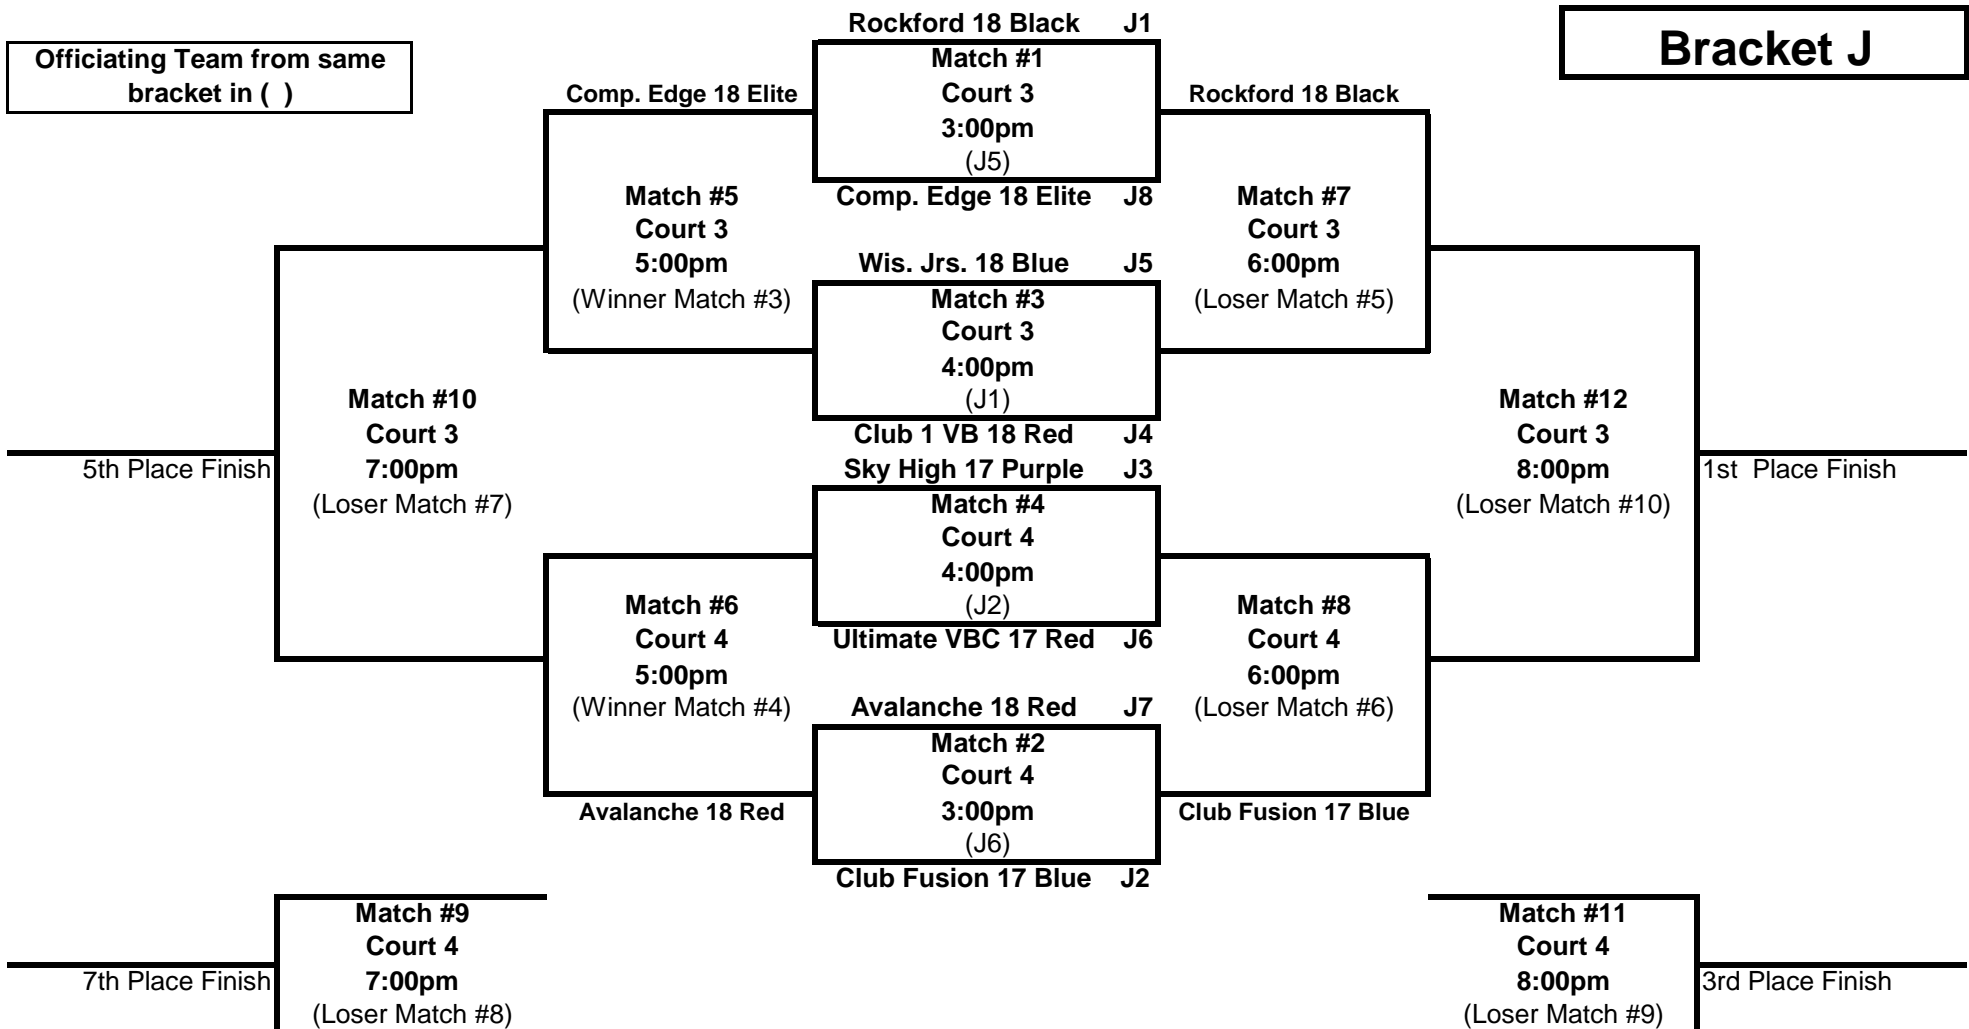 Rockford 18 Black J1
Bracket J
Officiating Team from same
bracket in ( )
Match #1
Court 3
3:00pm
(J5)
Comp. Edge 18 Elite
Rockford 18 Black
Comp. Edge 18 Elite J8
Match #5
Court 3
5:00pm
(Winner Match #3)
Match #7
Court 3
6:00pm
(Loser Match #5)
Wis. Jrs. 18 Blue J5
Match #3
Court 3
4:00pm
(J1)
Club 1 VB 18 Red J4
Match #10
Court 3
7:00pm
(Loser Match #7)
5th Place Finish
Match #12
Court 3
8:00pm
(Loser Match #10)
1st Place Finish
Sky High 17 Purple J3
Match #4
Court 4
4:00pm
(J2)
Ultimate VBC 17 Red J6
Match #6
Court 4
5:00pm
(Winner Match #4)
Match #8
Court 4
6:00pm
(Loser Match #6)
Avalanche 18 Red J7
Match #2
Court 4
3:00pm
(J6)
Avalanche 18 Red
Club Fusion 17 Blue
Club Fusion 17 Blue J2
Match #9
Court 4
7:00pm
(Loser Match #8)
7th Place Finish
Match #11
Court 4
8:00pm
(Loser Match #9)
3rd Place Finish